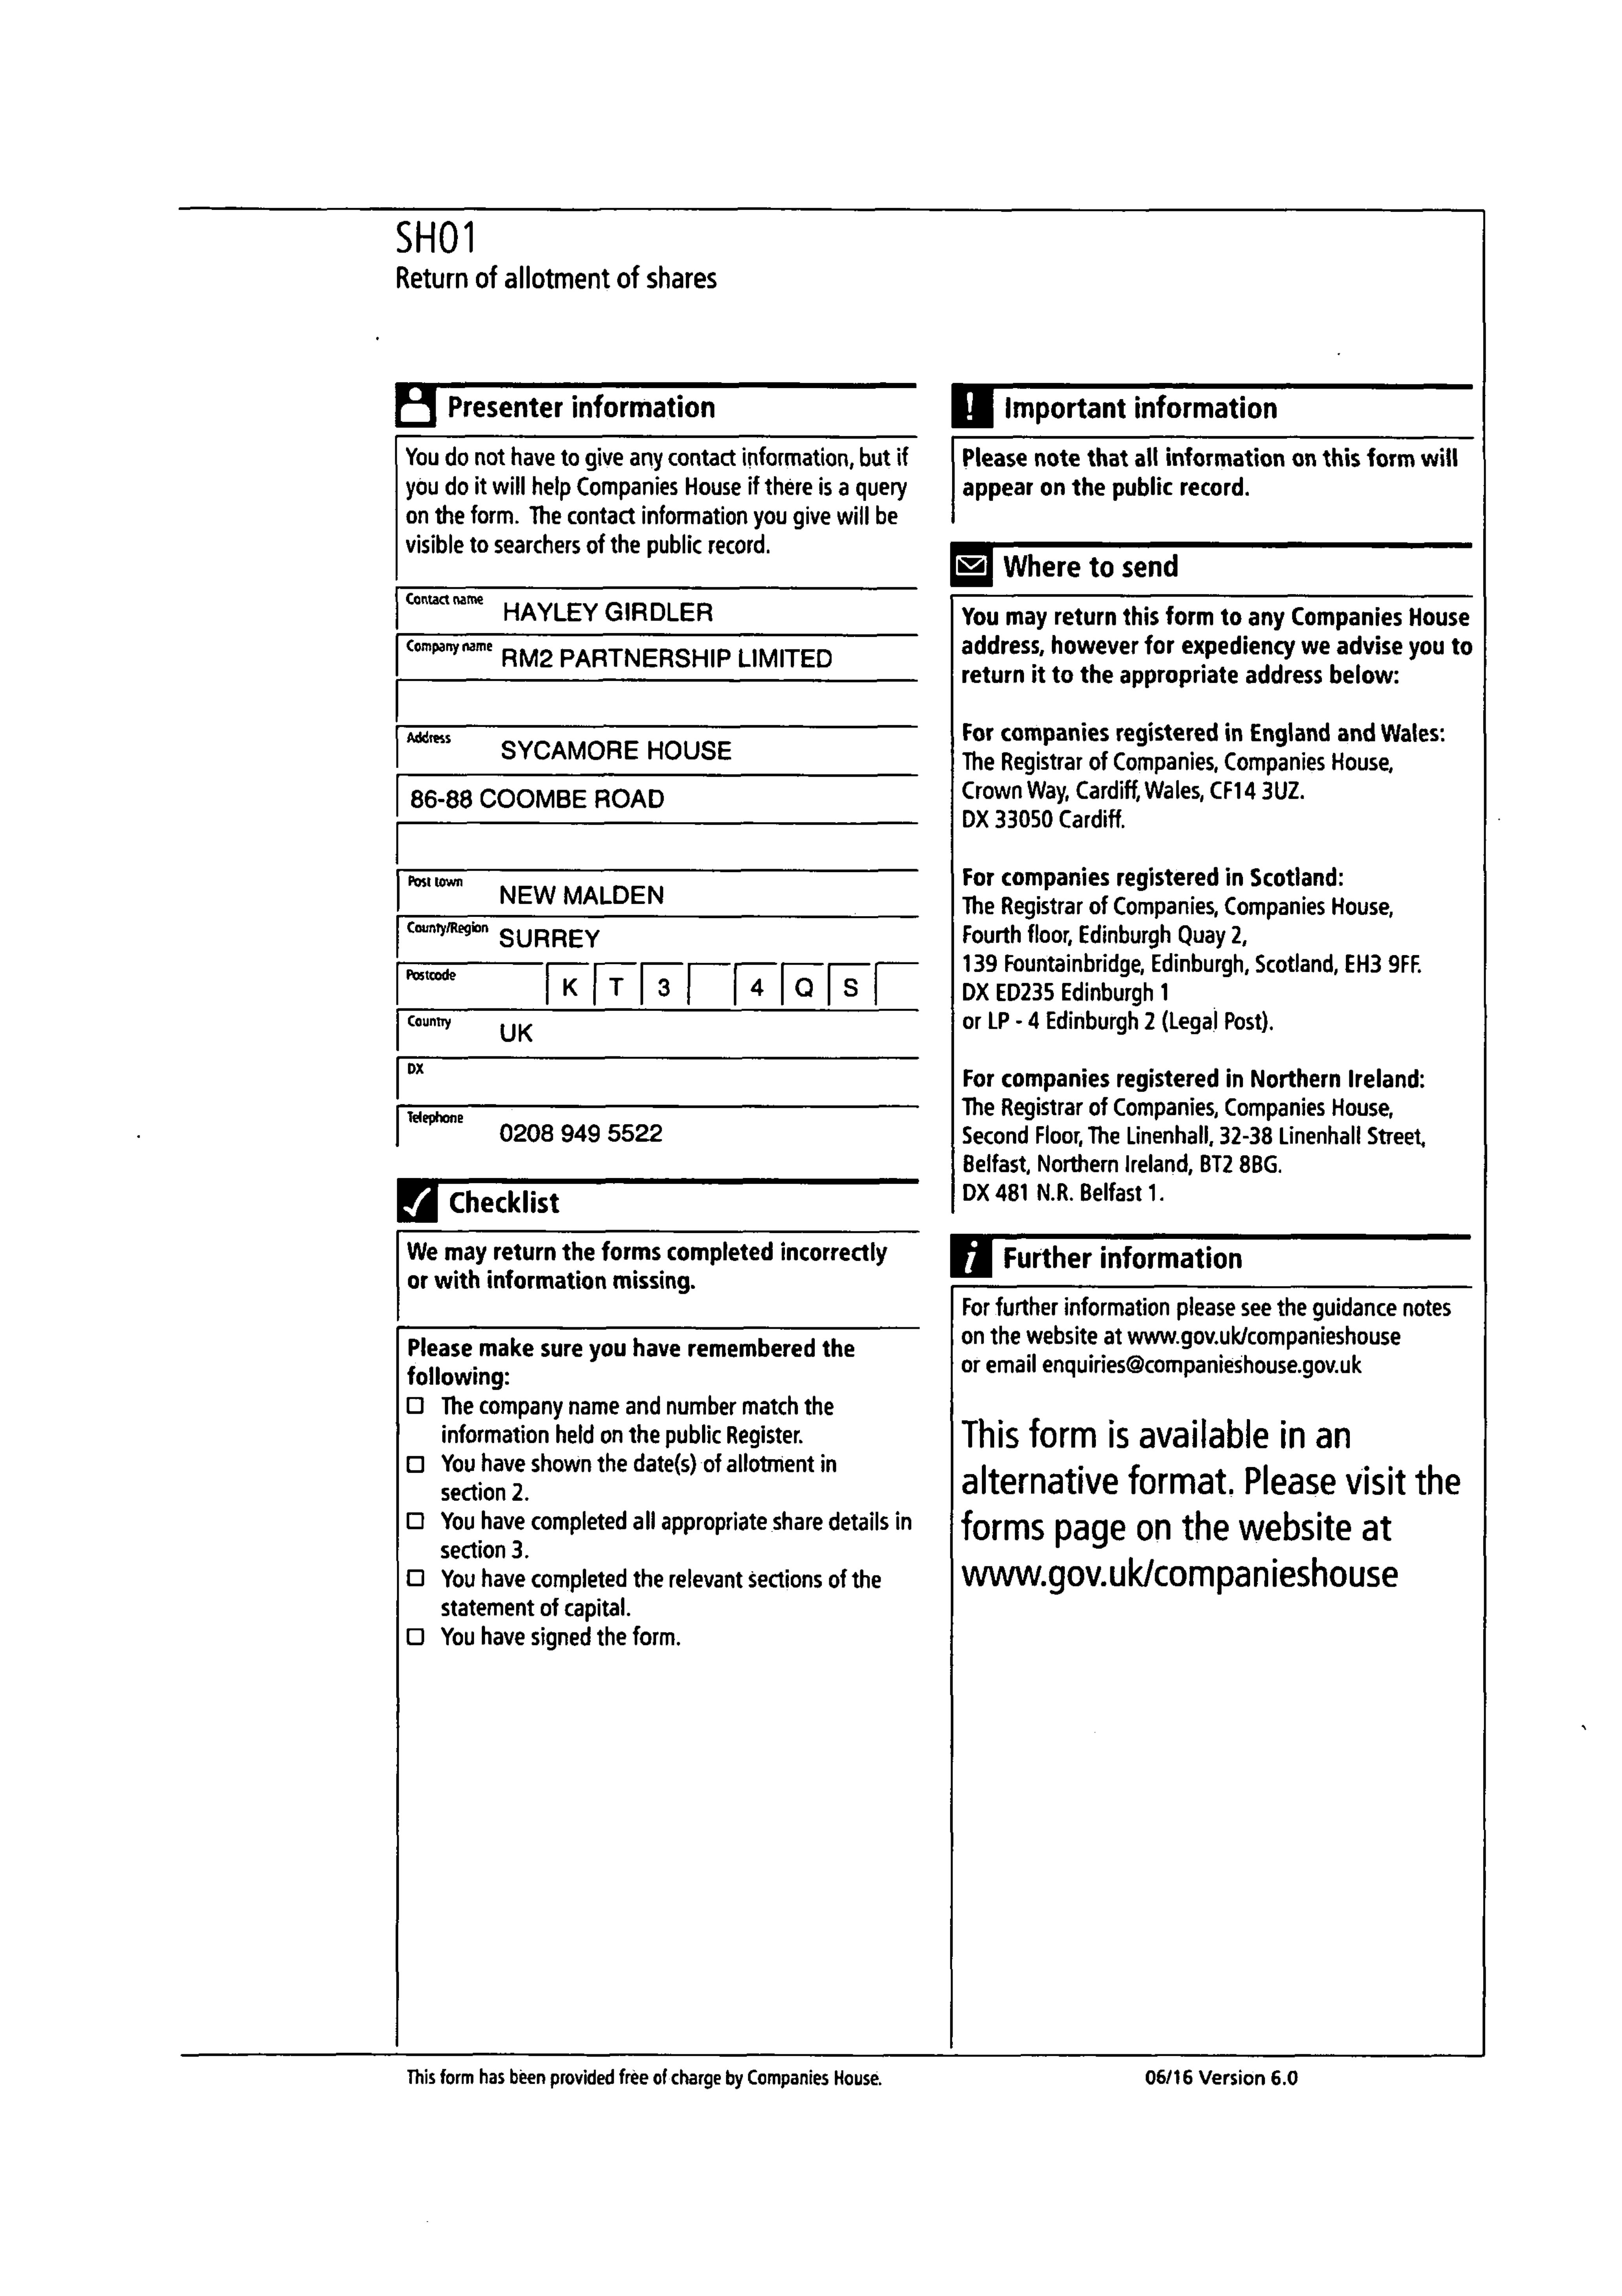 SH01
Return of allotment of shares
Presenter information
You do not have to give any contact information, but if
you do it will help Companies House if there is a query
on the form. The contact information you give will be
visible to searchers of the public record.
Contact name HAYLEY GIRDLER
Company name RM2 PARTNERSHIP LIMITED
Address SYCAMORE HOUSE
86-88 COOMBE ROAD
Post town NEW MALDEN
County/Region SURREY
Postcode K T 3 4 Q S
Country UK
DX
Telephone 0208 949 5522
Checklist
We may return the forms completed incorrectly
or with information missing.
Please make sure you have remembered the
following:
The company name and number match the
information held on the public Register.
You have shown the date(s) of allotment in
section 2.
You have completed all appropriate share details in
section 3.
You have completed the relevant sections of the
statement of capital.
You have signed the form.
! Important information
Please note that all information on this form will
appear on the public record.
Where to send
You may return this form to any Companies House
address, however for expediency we advise you to
return it to the appropriate address below:
For companies registered in England and Wales:
The Registrar of Companies, Companies House,
Crown Way, Cardiff, Wales, CF14 3UZ.
DX 33050 Cardiff.
For companies registered in Scotland:
The Registrar of Companies, Companies House,
Fourth floor, Edinburgh Quay 2,
139 Fountainbridge, Edinburgh, Scotland, EH3 9FF.
DX ED235 Edinburgh 1
or LP - 4 Edinburgh 2 (Legal Post).
For companies registered in Northern Ireland:
The Registrar of Companies, Companies House,
Second Floor, The Linenhall, 32-38 Linenhall Street,
Belfast, Northern Ireland, BT2 8BG.
DX 481 N.R. Belfast 1.
i Further information
For further information please see the guidance notes
on the website at www.gov.uk/companieshouse
or email enquiries@companieshouse.gov.uk
This form is available in an
alternative format. Please visit the
forms page on the website at
www.gov.uk/companieshouse
This form has been provided free of charge by Companies House.
06/16 Version 6.0